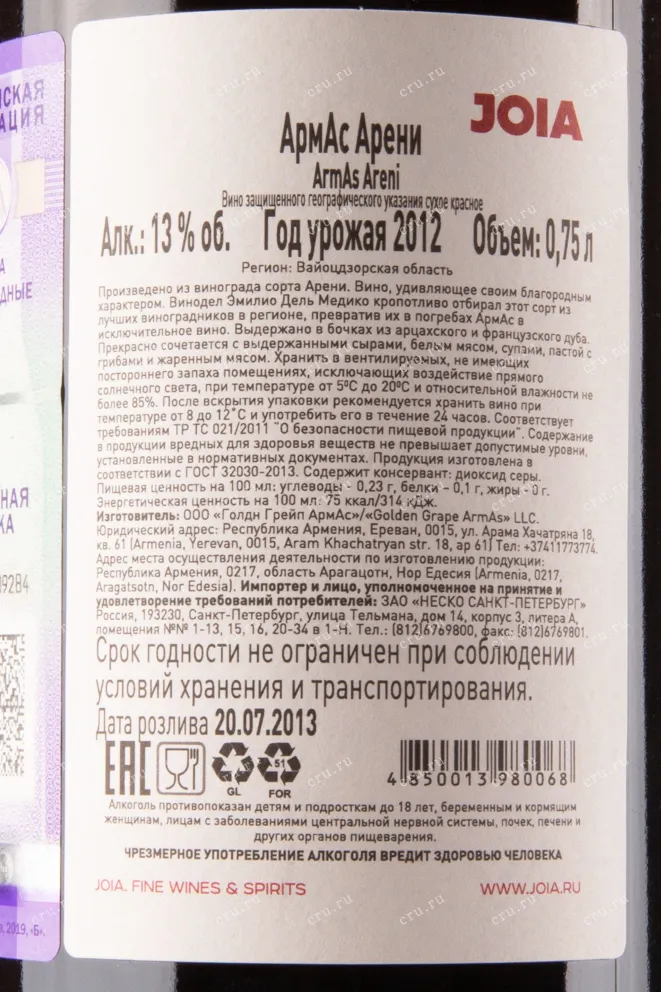 JOIA
АрмАс Арени
ArmAs Areni
Вино защищенного географического указания сухое красное
Алк.: 13 % об. Год урожая 2012 Объем: 0,75 л
Регион: Вайоцдзорская область
Произведено из винограда сорта Арени. Вино, удивляющее своим благородным
характером. Винодел Эмилио Дель Медико кропотливо отбирал этот сорт из
лучших виноградников в регионе, превратив их в погребах АрмАс в
исключительное вино. Выдержано в бочках из арцахского и французского дуба.
Прекрасно сочетается с выдержанными сырами, белым мясом, супами, пастой с
грибами и жаренным мясом. Хранить в вентилируемых, не имеющих
постороннего запаха помещениях, исключающих воздействие прямого
солнечного света, при температуре от 5ºС до 20ºС и относительной влажности не
более 85%. После вскрытия упаковки рекомендуется хранить вино при
температуре от 8 до 12˚С и употребить его в течение 24 часов. Соответствует
требованиям ТР ТС 021/2011 "О безопасности пищевой продукции". Содержание
в продукции вредных для здоровья веществ не превышает допустимые уровни,
установленные в нормативных документах. Продукция изготовлена в
соответствии с ГОСТ 32030-2013. Содержит консервант: диоксид серы.
Пищевая ценность на 100 мл: углеводы - 0,23 г, белки – 0,1 г, жиры - 0 г.
Энергетическая ценность на 100 мл: 75 ккал/314 кДж.
Изготовитель: ООО «Голдн Грейп АрмАс»/«Golden Grape ArmAs» LLC.
Юридический адрес: Республика Армения, Ереван, 0015, ул. Арама Хачатряна 18,
кв. 61 (Armenia, Yerevan, 0015, Aram Khachatryan str. 18, ap 61) Тел: +37411773774.
Адрес места осуществления деятельности по изготовлению продукции:
Республика Армения, 0217, область Арагацотн, Нор Едесия (Armenia, 0217,
Aragatsotn, Nor Edesia). Импортер и лицо, уполномоченное на принятие и
удовлетворение требований потребителей: ЗАО «НЕСКО САНКТ-ПЕТЕРБУРГ»
Россия, 193230, Санкт-Петербург, улица Тельмана, дом 14, корпус 3, литера А,
помещения №№ 1-13, 15, 16, 20-34 в 1-Н. Тел.: (812)6769800, факс: (812)6769801.
Срок годности не ограничен при соблюдении
условий хранения и транспортирования.
Дата розлива 20.07.2013
EAC
GL
51
FOR
4 850013 980068
Алкоголь противопоказан детям и подросткам до 18 лет, беременным и кормящим
женщинам, лицам с заболеваниями центральной нервной системы, почек, печени и
других органов пищеварения.
ЧРЕЗМЕРНОЕ УПОТРЕБЛЕНИЕ АЛКОГОЛЯ ВРЕДИТ ЗДОРОВЬЮ ЧЕЛОВЕКА
JOIA. FINE WINES & SPIRITS WWW.JOIA.RU